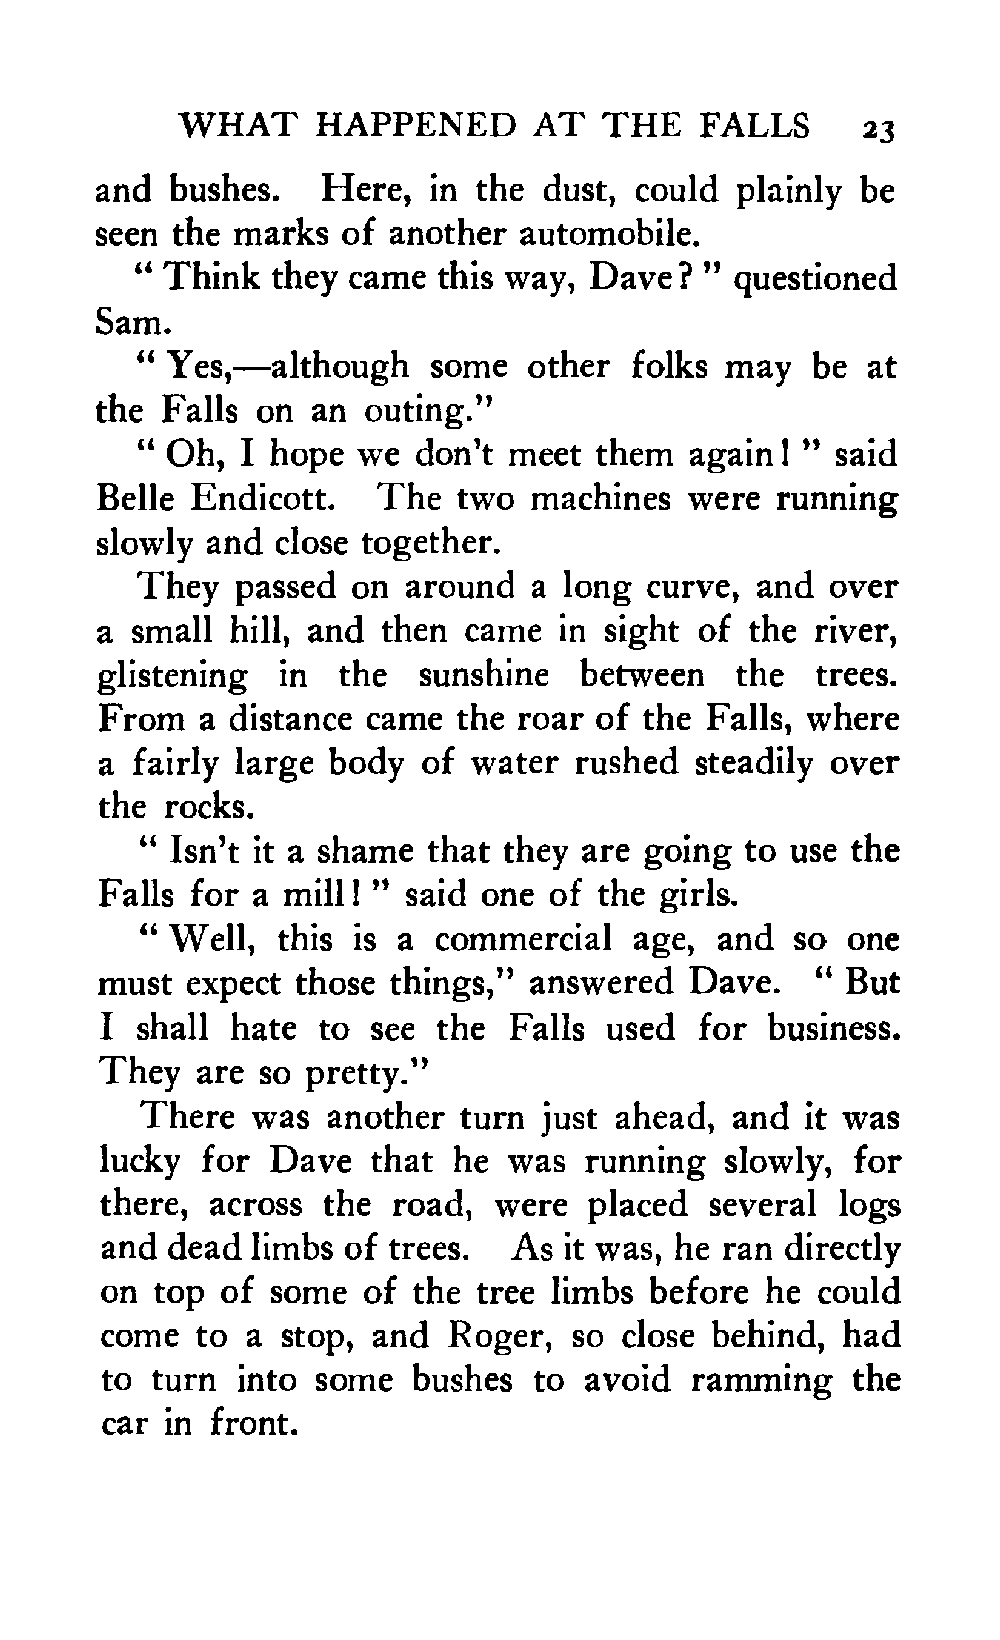 WHAT HAPPENED AT THE FALLS 23
and bushes. Here, in the dust, could plainly be
seen the marks of another automobile.
“ Think they came this way, Dave? ” questioned
Sam.
“ Yes,—although some other folks may be at
the Falls on an outing.”
“ Oh, I hope we don’t meet them again! ” said
Belle Endicott. The two machines were running
slowly and close together.
They passed on around a long curve, and over
a small hill, and then came in sight of the river,
glistening in the sunshine between the trees.
From a distance came the roar of the Falls, where
a fairly large body of water rushed steadily over
the rocks.
“ Isn’t it a shame that they are going to use the
Falls for a mill! ” said one of the girls.
“ Well, this is a commercial age, and so one
must expect those things,” answered Dave. “ But
I shall hate to see the Falls used for business.
They are so pretty.”
There was another turn just ahead, and it was
lucky for Dave that he was running slowly, for
there, across the road, were placed several logs
and dead limbs of trees. As it was, he ran directly
on top of some of the tree limbs before he could
come to a stop, and Roger, so close behind, had
to turn into some bushes to avoid ramming the
car in front.